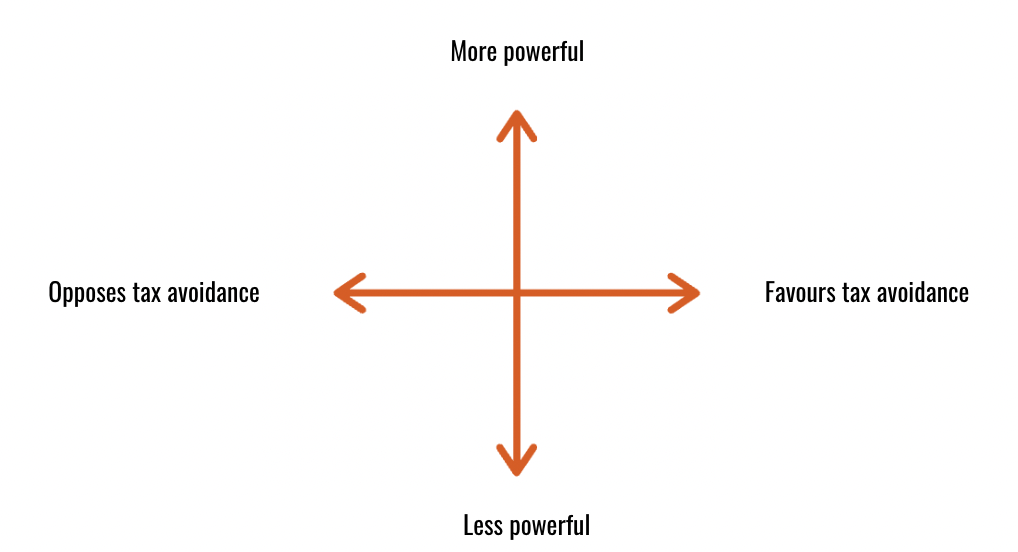 More powerful
Opposes tax avoidance
Favours tax avoidance
Less powerful